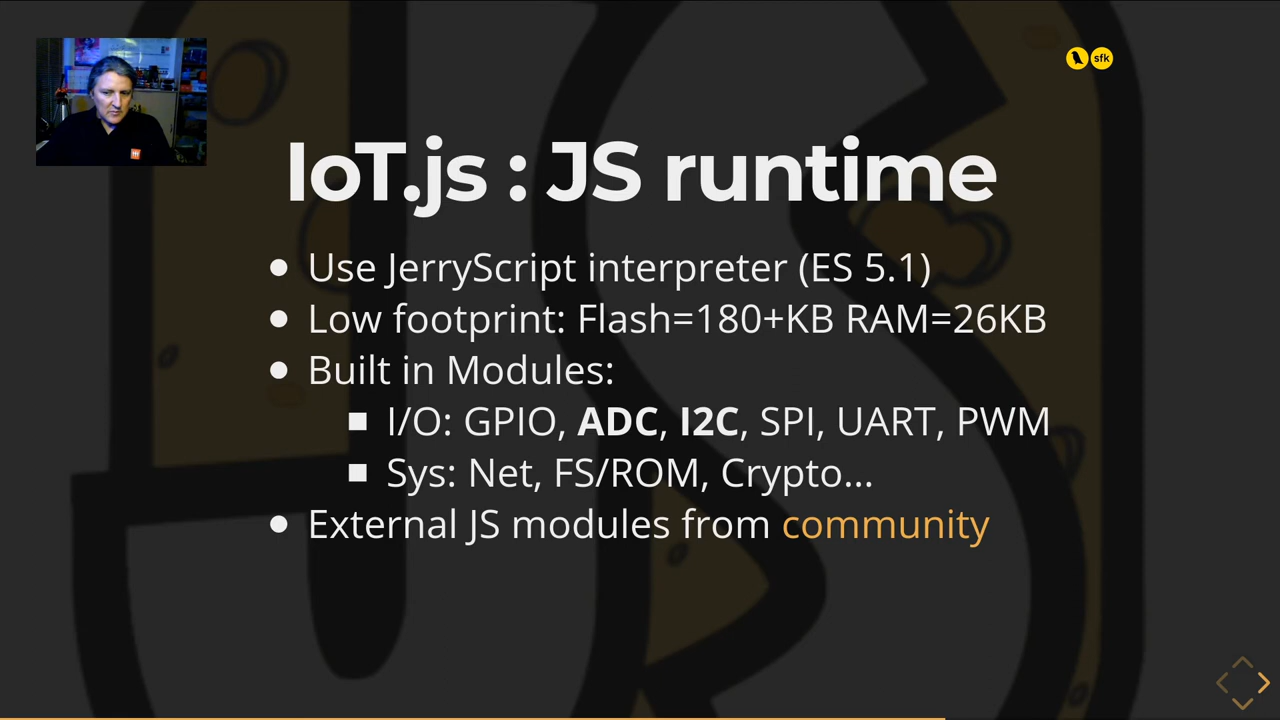 sfk
IoT.js : JS runtime
Use JerryScript interpreter (ES 5.1)
Low footprint: Flash=180+KB RAM=26KB
Built in Modules:
I/O: GPIO, ADC, I2C, SPI, UART, PWM
Sys: Net, FS/ROM, Crypto...
External JS modules from community